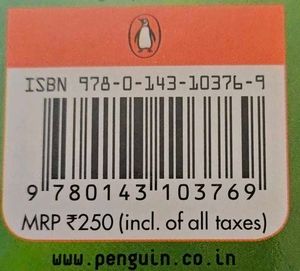 ISBN 978-0-143-10376-9
9 780143 103769
MRP ₹250 (incl. of all taxes)
www.penguin.co.in